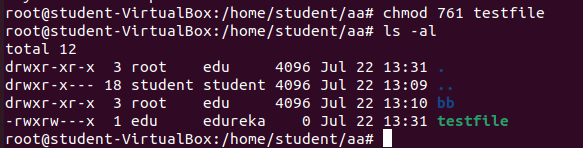 root@student-VirtualBox:/home/student/aa# chmod 761 testfile
root@student-VirtualBox:/home/student/aa# ls -al
total 12
drwxr-xr-x  3 root    edu     4096 Jul 22 13:31 .
drwxr-x--- 18 student student 4096 Jul 22 13:09 ..
drwxr-xr-x  3 root    edu     4096 Jul 22 13:10 bb
-rwxrw---x  1 edu     edureka    0 Jul 22 13:31 testfile
root@student-VirtualBox:/home/student/aa#